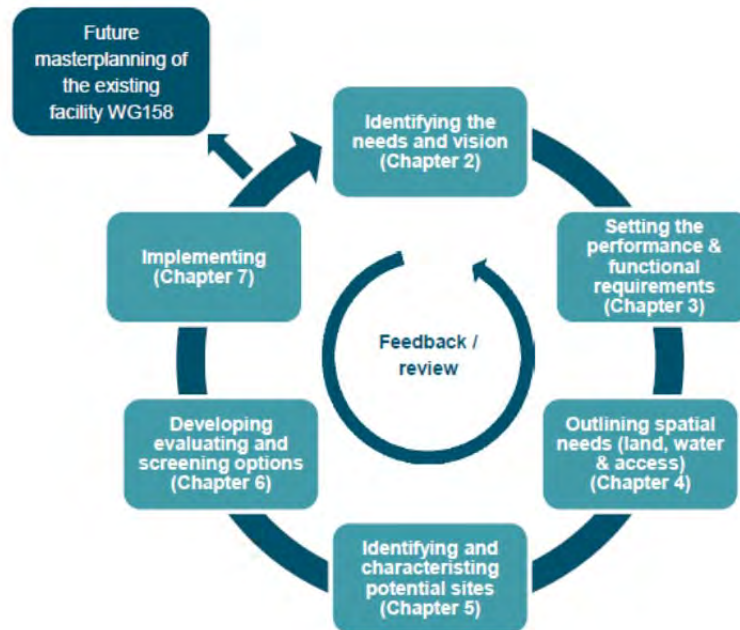 Future
masterplanning of
the existing
facility WG158
Identifying the
needs and vision
(Chapter 2)
Setting the
performance &
functional
requirements
(Chapter 3)
Outlining spatial
needs (land, water
& access)
(Chapter 4)
Identifying and
characteristing
potential sites
(Chapter 5)
Developing
evaluating and
screening options
(Chapter 6)
Implementing
(Chapter 7)
Feedback /
review